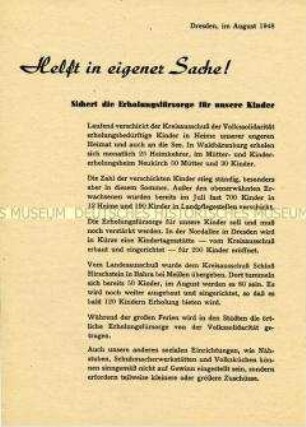 Dresden, im August 1948
Helft in eigener Sache!
Sichert die Erholungsfürsorge für unsere Kinder
Laufend verschickt der Kreisausschuß der Volkssolidarität
erholungsbedürftige Kinder in Heime unserer engeren
Heimat und auch an die See. In Waldbärenburg erholen
sich monatlich 25 Heimkehrer, im Mütter- und Kinder-
erholungsheim Neukirch 60 Mütter und 30 Kinder.
Die Zahl der verschickten Kinder stieg ständig, besonders
aber in diesem Sommer. Außer den obenerwähnten Er-
wachsenen wurden bereits im Juli fast 700 Kinder in
12 Heime und 190 Kinder in Landpflegestellen verschickt.
Die Erholungsfürsorge für unsere Kinder soll und muß
noch verstärkt werden. In der Nordallee in Dresden wird
in Kürze eine Kindertagesstätte — vom Kreisausschuß
erbaut und eingerichtet — für 200 Kinder eröffnet.
Vom Landesausschuß wurde dem Kreisausschuß Schloß
Hirschstein in Bahra bei Meißen übergeben. Dort tummeln
sich bereits 50 Kinder, im August werden es 80 sein. Es
wird noch weiter ausgebaut und eingerichtet, so daß es
bald 120 Kindern Erholung bieten wird.
Während der großen Ferien wird in den Städten die ört-
liche Erholungsfürsorge von der Volkssolidarität ge-
tragen.
Auch unsere anderen sozialen Einrichtungen, wie Näh-
stuben, Schuhmacherwerkstätten und Volksküchen kön-
nen sinngemäß nicht auf Gewinn eingestellt sein, sondern
erfordern teilweise kleinere oder größere Zuschüsse.